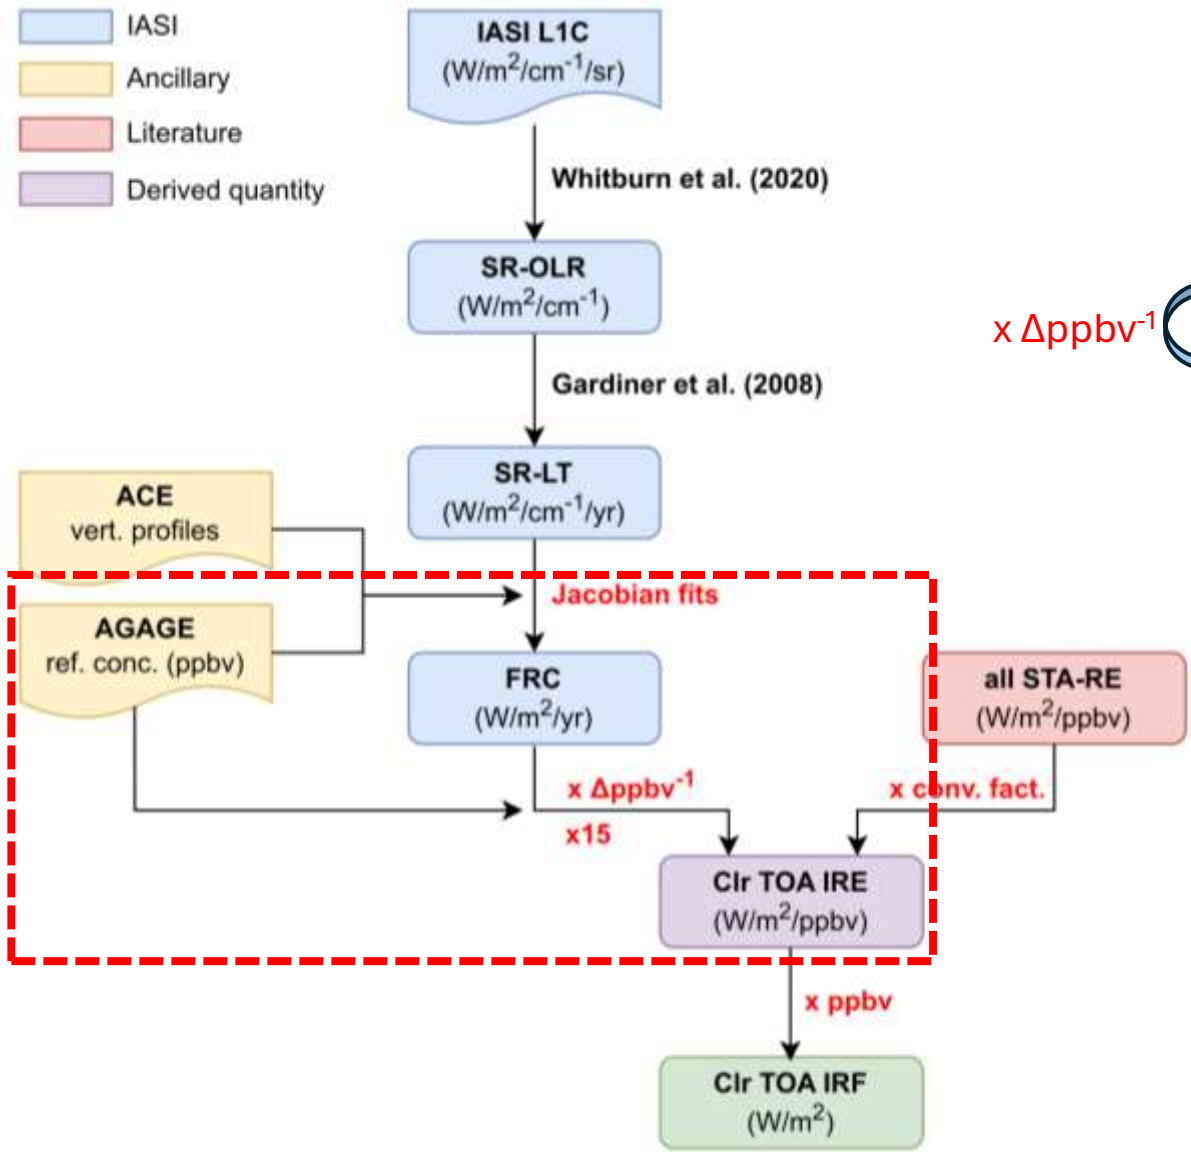 IASI
Ancillary
Literature
Derived quantity
IASI L1C
(W/m²/cm⁻¹/sr)
Whitburn et al. (2020)
SR-OLR
(W/m²/cm⁻¹)
x Δppbv⁻¹
Gardiner et al. (2008)
SR-LT
(W/m²/cm⁻¹/yr)
ACE
vert. profiles
Jacobian fits
AGAGE
ref. conc. (ppbv)
FRC
(W/m²/yr)
all STA-RE
(W/m²/ppbv)
x Δppbv⁻¹
x15
x conv. fact.
Clr TOA IRE
(W/m²/ppbv)
x ppbv
Clr TOA IRF
(W/m²)